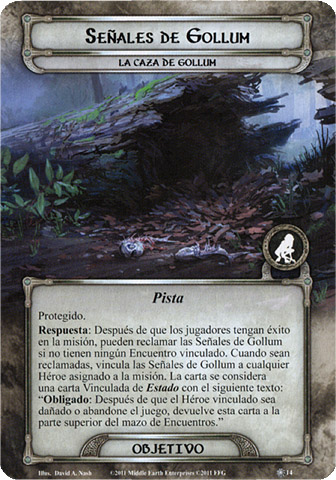 SEÑALES DE GOLLUM
LA CAZA DE GOLLUM
Pista
Protegido.
Respuesta: Después de que los jugadores tengan éxito
en la misión, pueden reclamar las Señales de Gollum
si no tienen ningún Encuentro vinculado. Cuando sean
reclamadas, vincula las Señales de Gollum a cualquier
Héroe asignado a la misión. La carta se considera
una carta Vinculada de Estado con el siguiente texto:
“Obligado: Después de que el Héroe vinculado sea
dañado o abandone el juego, devuelve esta carta a la
parte superior del mazo de Encuentros.”
OBJETIVO
Illus. David A. Nash
©2011 Middle Earth Enterprises ©2011 FFG
14